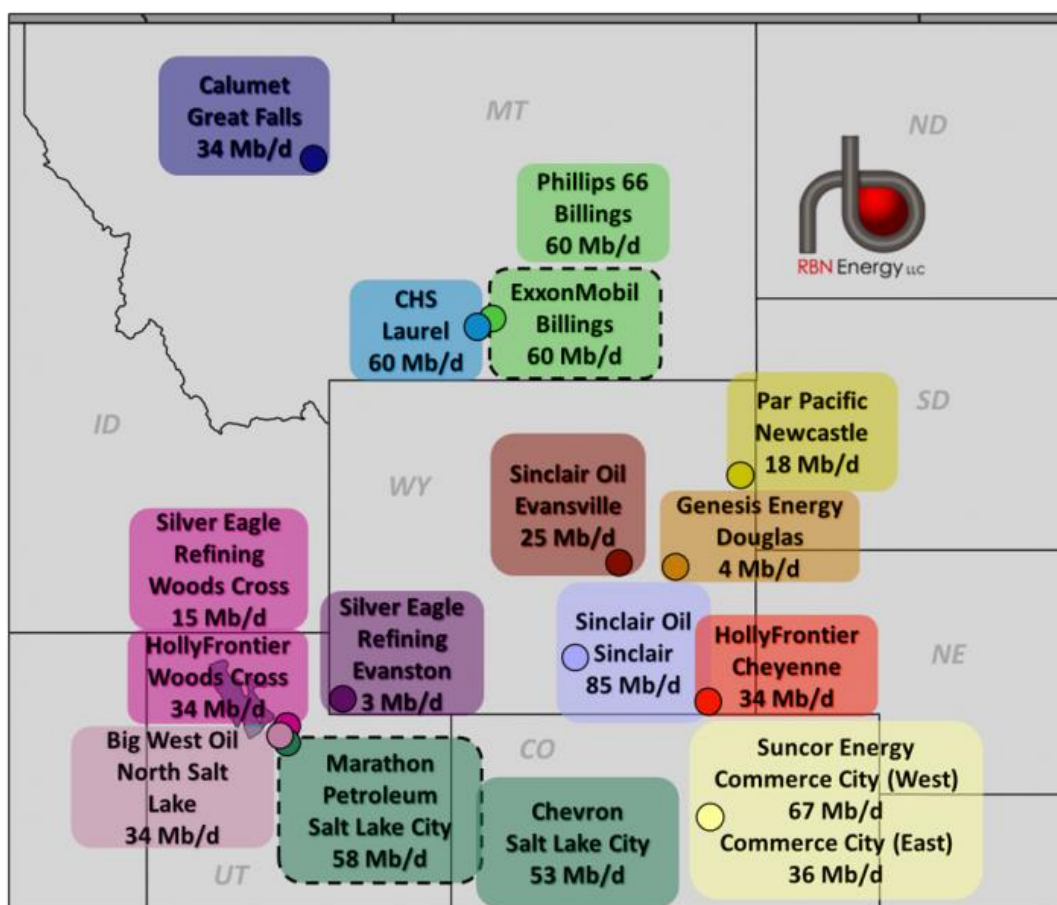 Calumet
Great Falls
34 Mb/d
MT
ND
Phillips 66
Billings
60 Mb/d
RBN Energy LLC
CHS
Laurel
60 Mb/d
ExxonMobil
Billings
60 Mb/d
ID
SD
Par Pacific
Newcastle
18 Mb/d
WY
Sinclair Oil
Evansville
25 Mb/d
Genesis Energy
Douglas
4 Mb/d
Silver Eagle
Refining
Woods Cross
15 Mb/d
Silver Eagle
Refining
Evanston
3 Mb/d
Sinclair Oil
Sinclair
85 Mb/d
HollyFrontier
Cheyenne
34 Mb/d
NE
HollyFrontier
Woods Cross
34 Mb/d
Big West Oil
North Salt
Lake
34 Mb/d
Marathon
Petroleum
Salt Lake City
58 Mb/d
CO
Chevron
Salt Lake City
53 Mb/d
Suncor Energy
Commerce City (West)
67 Mb/d
Commerce City (East)
36 Mb/d
UT